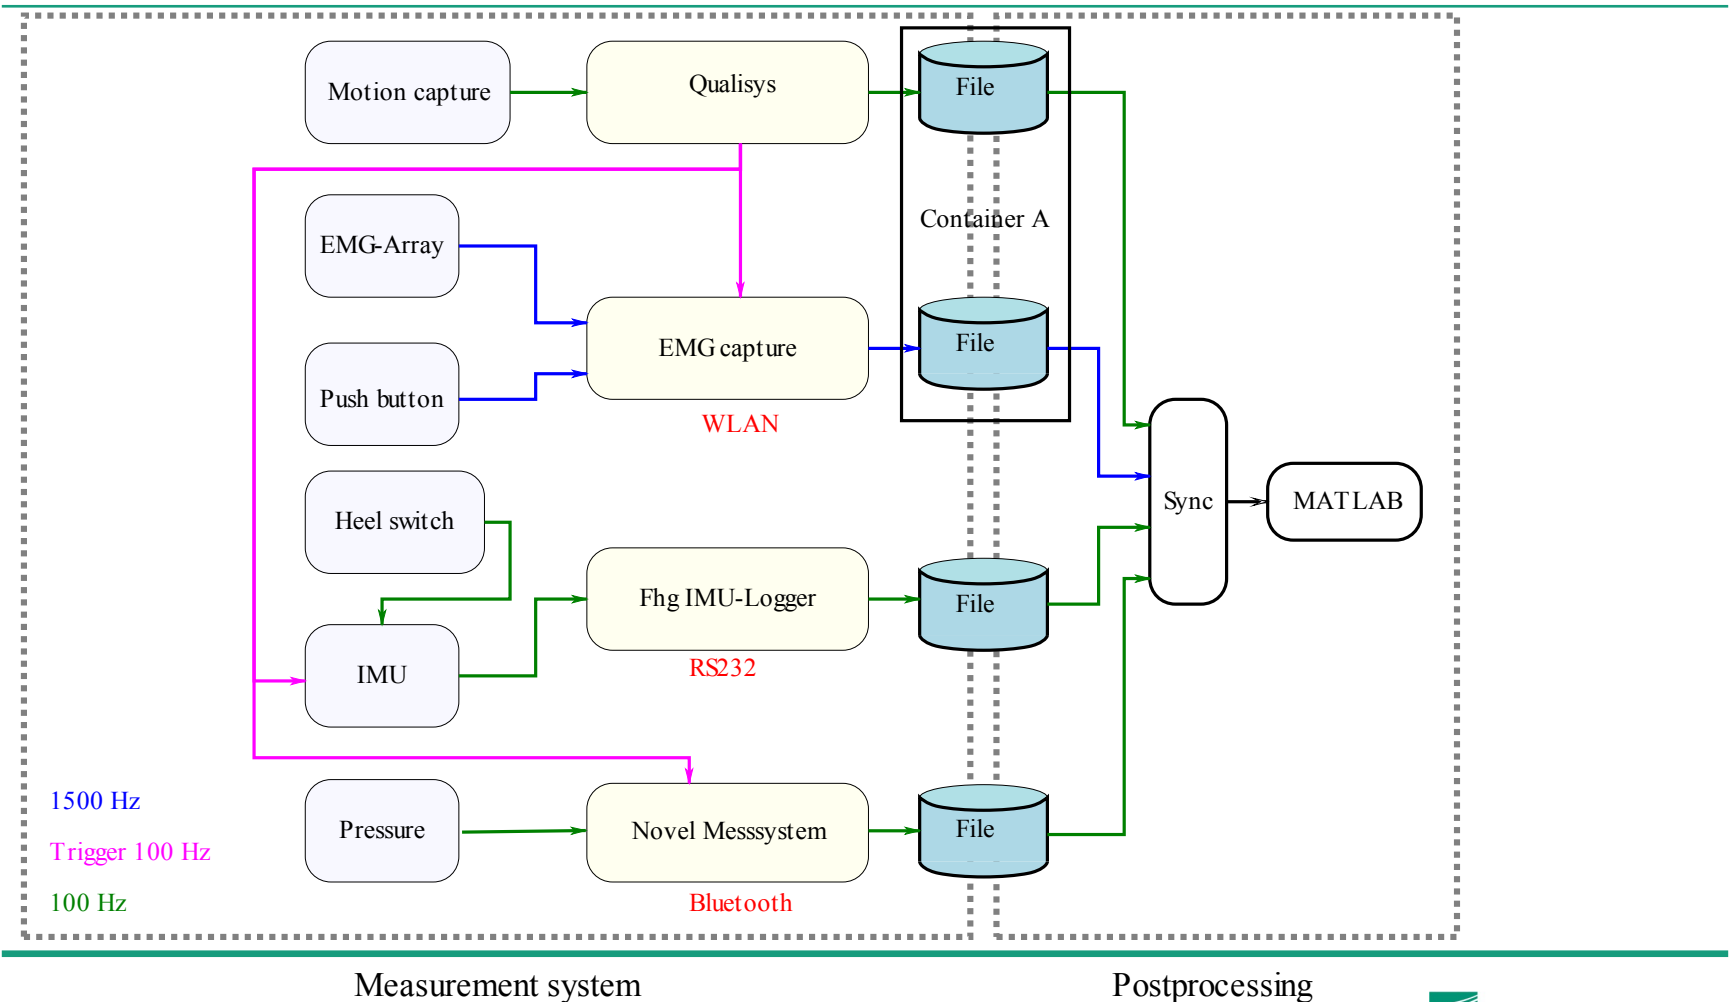 Motion capture
Qualisys
File
Container A
EMG-Array
EMG capture
File
Push button
WLAN
Heel switch
Sync
MATLAB
Fhg IMU-Logger
File
IMU
RS232
1500 Hz
Pressure
Novel Messsystem
File
Trigger 100 Hz
100 Hz
Bluetooth
Measurement system
Postprocessing